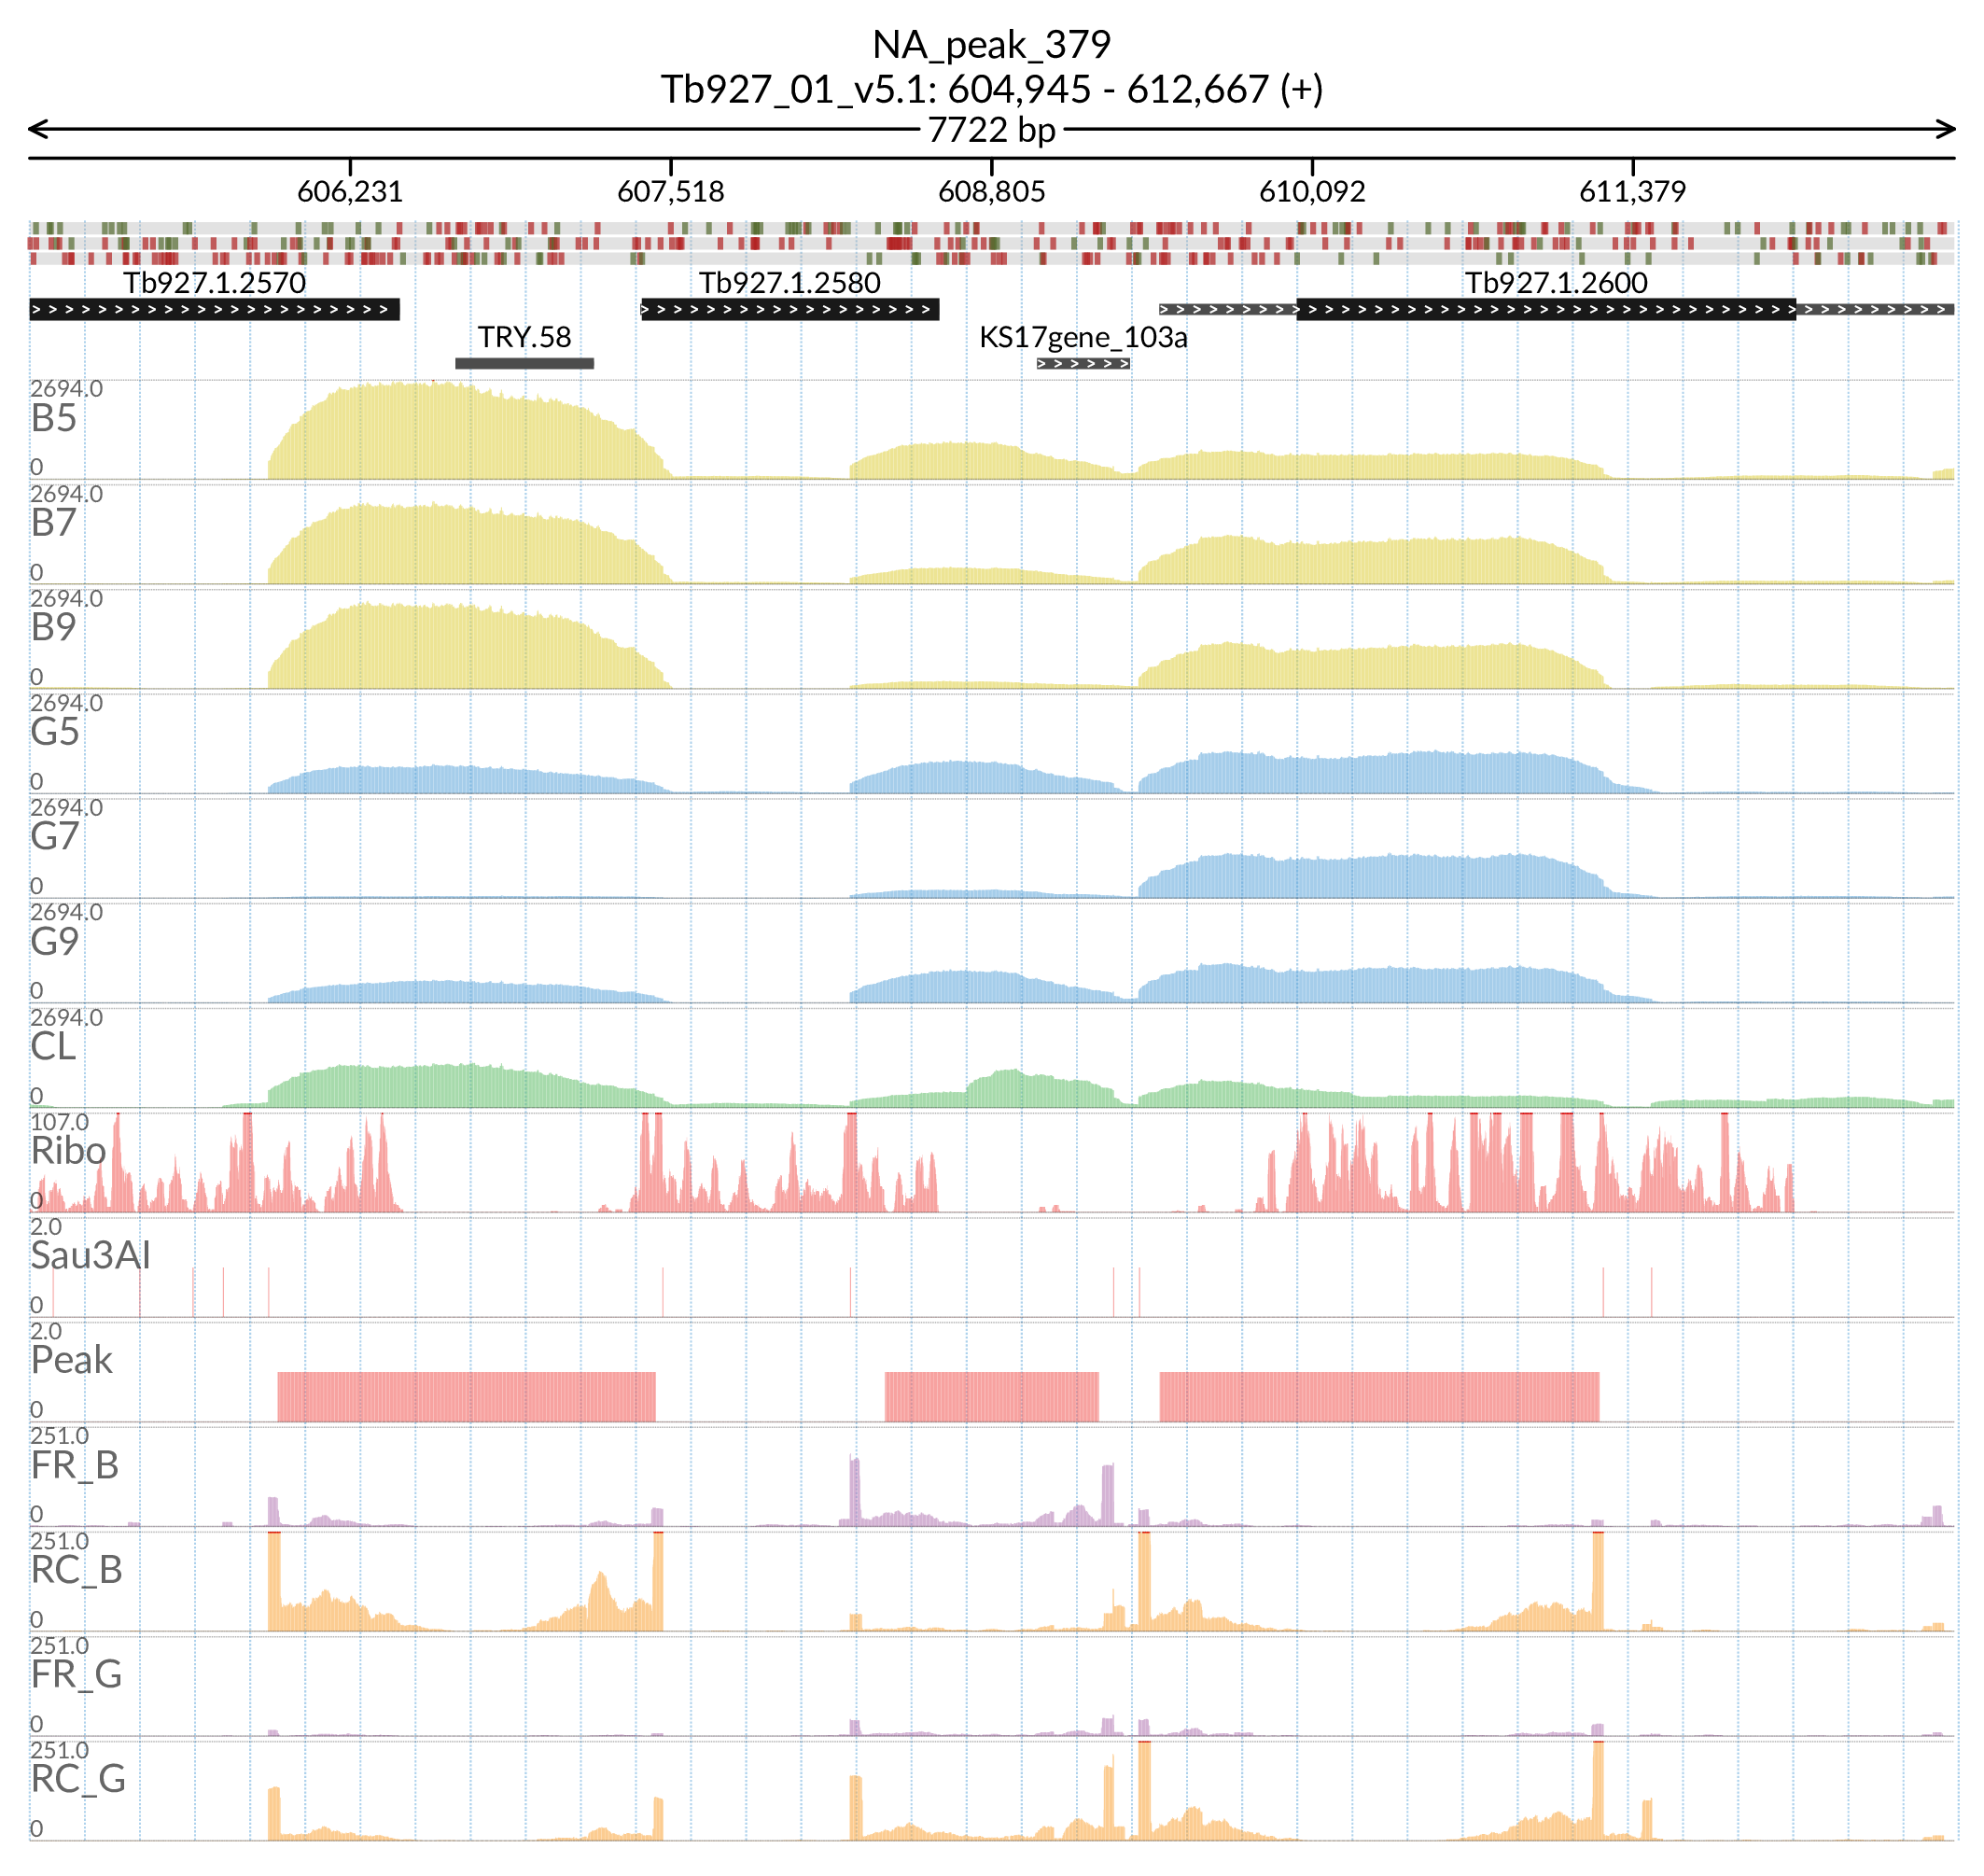 NA_peak_379
Tb927_01_v5.1: 604,945 - 612,667 (+)
7722 bp
606,231 607,518 608,805 610,092 611,379
Tb927.1.2570 Tb927.1.2580 Tb927.1.2600
TRY.58 KS17gene_103a
2694.0
B5
0
2694.0
B7
0
2694.0
B9
0
2694.0
G5
0
2694.0
G7
0
2694.0
G9
0
2694.0
CL
0
107.0
Ribo
0
2.0
Sau3AI
0
2.0
Peak
0
251.0
FR_B
0
251.0
RC_B
0
251.0
FR_G
0
251.0
RC_G
0